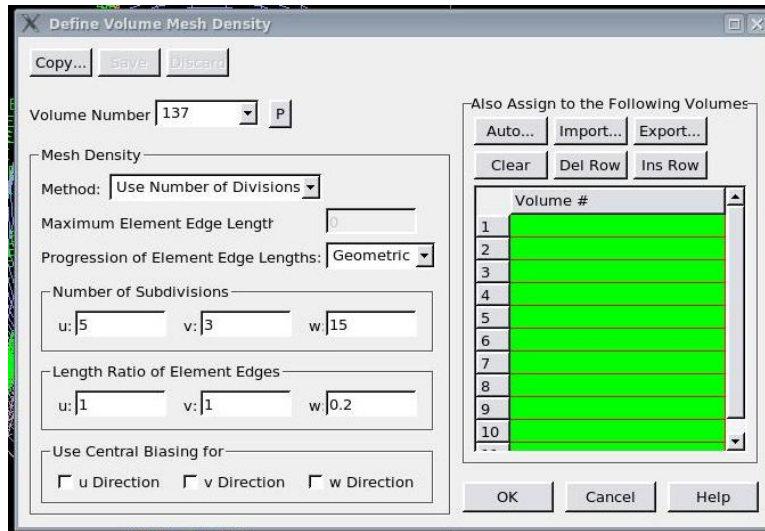 Define Volume Mesh Density
Copy... Save Discard
Volume Number 137 P
Mesh Density
Method: Use Number of Divisions
Maximum Element Edge Length 0
Progression of Element Edge Lengths: Geometric
Number of Subdivisions
u: 5 v: 3 w: 15
Length Ratio of Element Edges
u: 1 v: 1 w: 0.2
Use Central Biasing for
u Direction v Direction w Direction
Also Assign to the Following Volumes
Auto... Import... Export...
Clear Del Row Ins Row
Volume #
1
2
3
4
5
6
7
8
9
10
OK Cancel Help